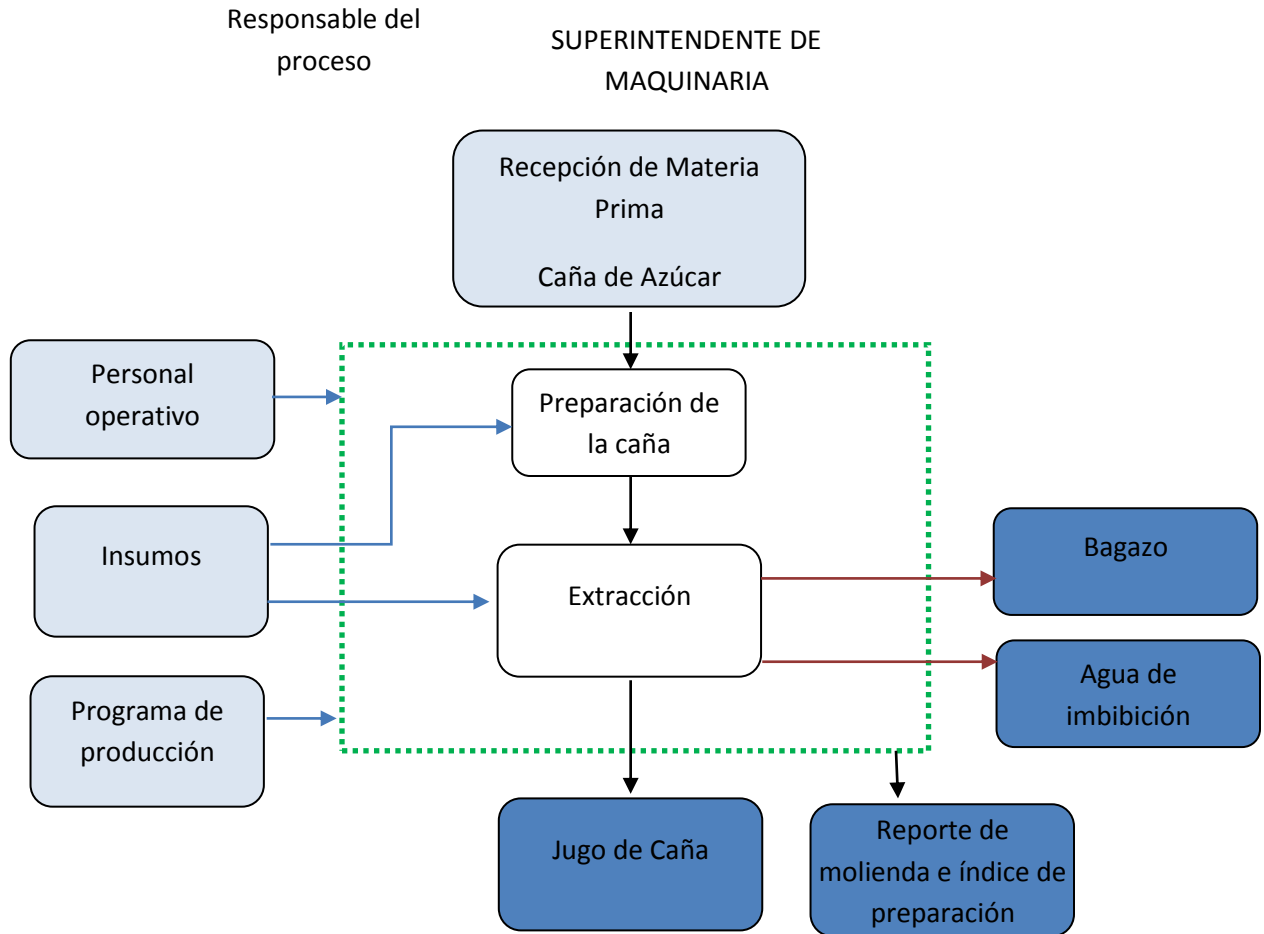 Responsable del
proceso
SUPERINTENDENTE DE
MAQUINARIA
Recepción de Materia
Prima
Caña de Azúcar
Personal
operativo
Preparación de
la caña
Insumos
Extracción
Bagazo
Agua de
imbibición
Programa de
producción
Jugo de Caña
Reporte de
molienda e índice de
preparación